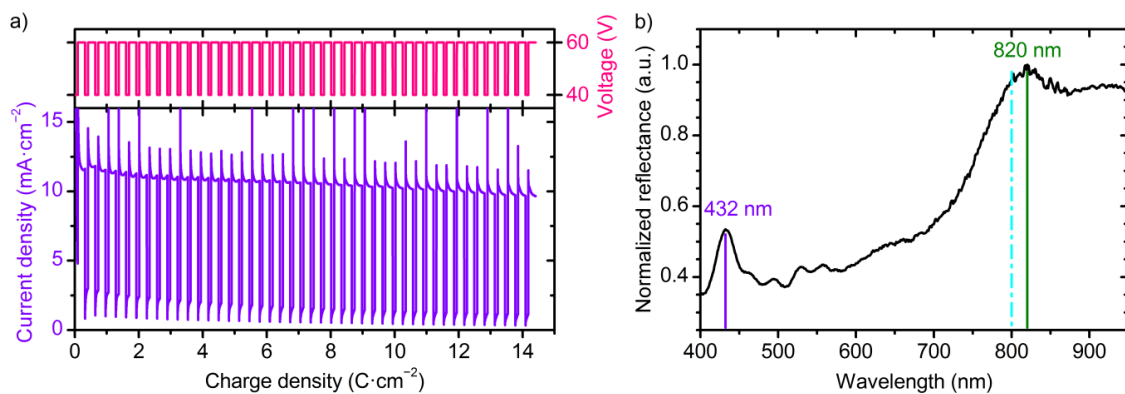 a)
60
40
Voltage (V)
15
10
5
0
Current density (mA·cm⁻²)
0 2 4 6 8 10 12 14
Charge density (C·cm⁻²)
b)
820 nm
432 nm
1.0
0.8
0.6
0.4
Normalized reflectance (a.u.)
400 500 600 700 800 900
Wavelength (nm)